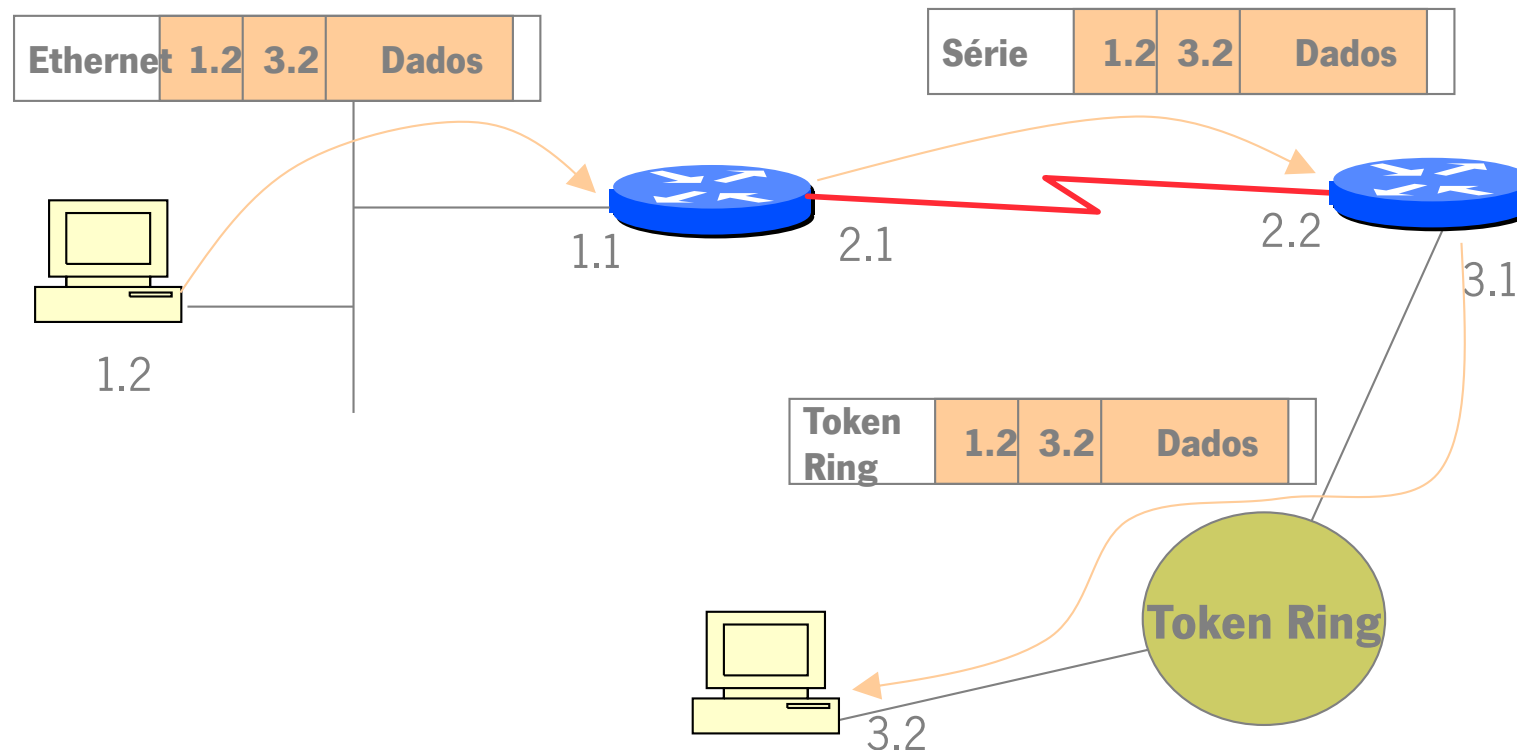 Ethernet 1.2 3.2 Dados
Série 1.2 3.2 Dados
1.1
2.1
2.2
3.1
1.2
Token
Ring
1.2 3.2 Dados
Token Ring
3.2